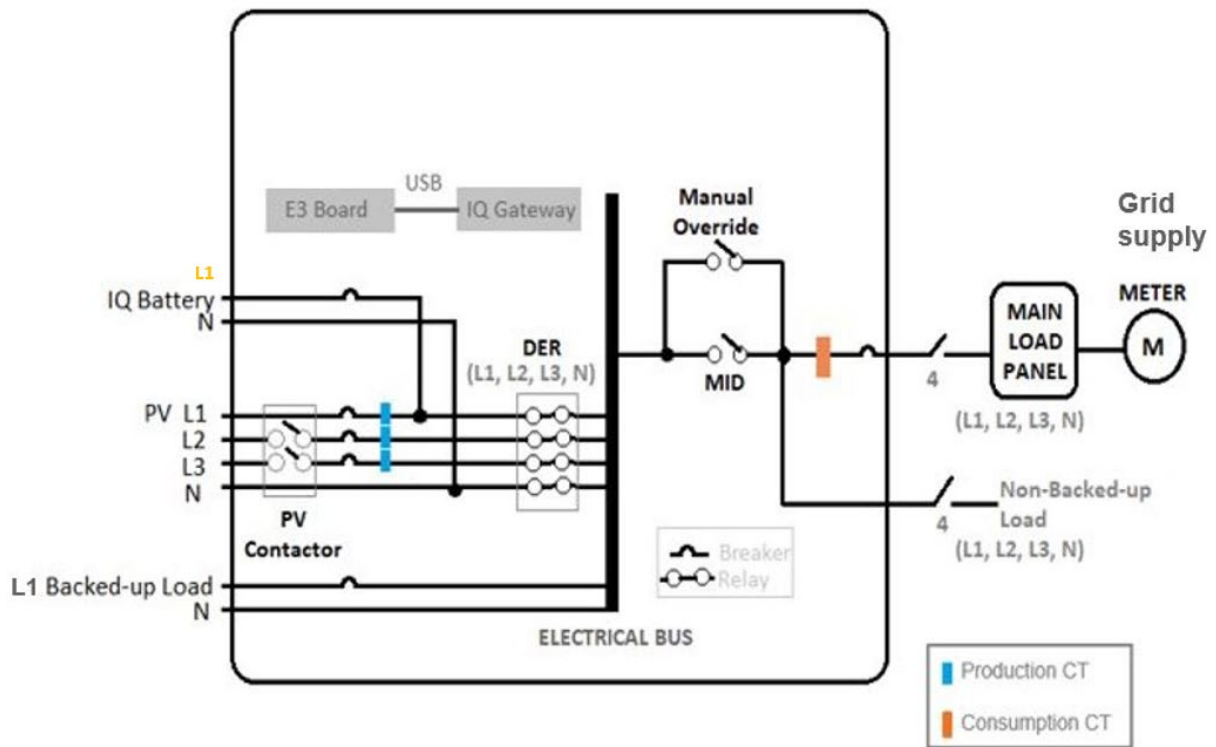 USB
E3 Board
IQ Gateway
L1
IQ Battery
N
DER
(L1, L2, L3, N)
PV L1
L2
L3
N
PV
Contactor
L1 Backed-up Load
N
ELECTRICAL BUS
Manual
Override
MID
Breaker
Relay
4
MAIN
LOAD
PANEL
(L1, L2, L3, N)
Grid
supply
METER
M
4
Non-Backed-up
Load
(L1, L2, L3, N)
Production CT
Consumption CT